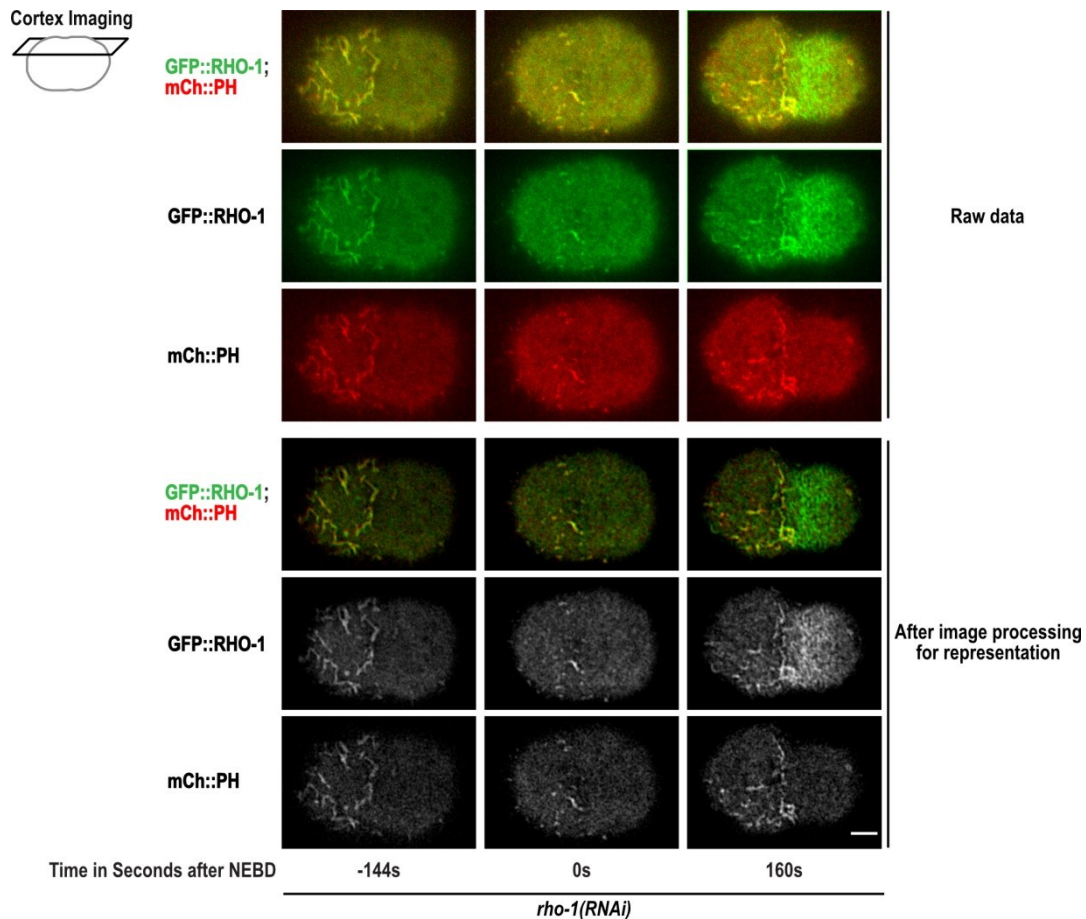 Cortex Imaging
GFP::RHO-1;
mCh::PH
GFP::RHO-1
Raw data
mCh::PH
GFP::RHO-1;
mCh::PH
GFP::RHO-1
After image processing
for representation
mCh::PH
Time in Seconds after NEBD -144s 0s 160s
rho-1(RNAi)